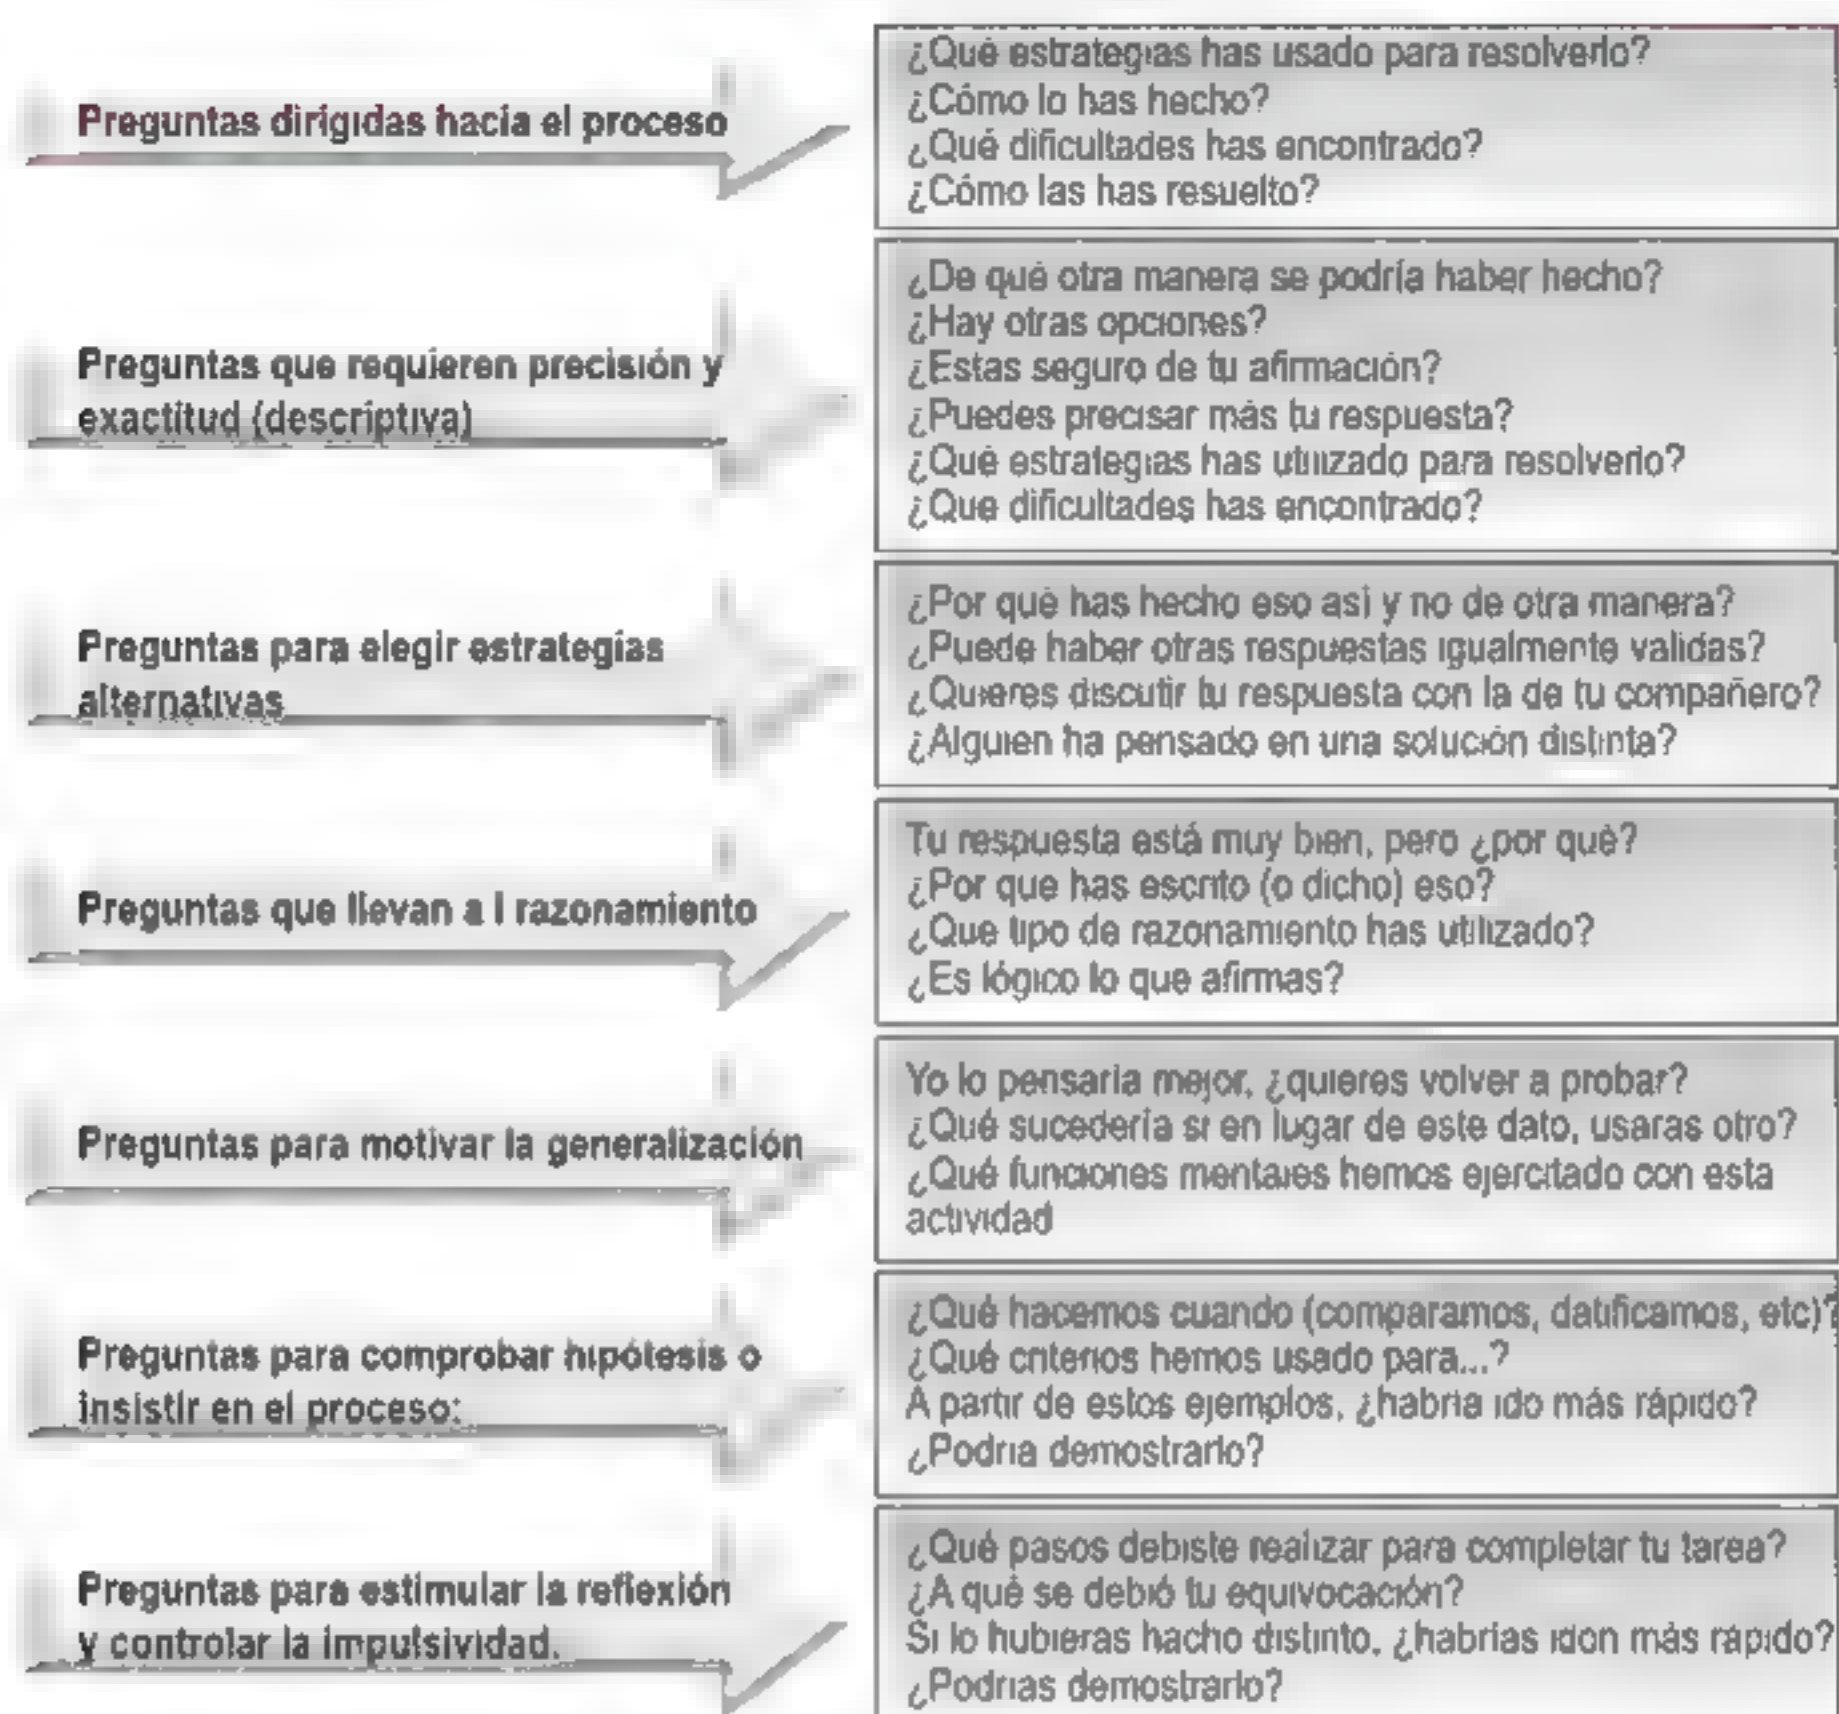 Preguntas dirigidas hacía el proceso
¿Qué estrategias has usado para resolverlo?
¿Cómo lo has hecho?
¿Qué dificultades has encontrado?
¿Cómo las has resuelto?
Preguntas que requieren precisión y
exactitud (descriptiva)
¿De qué otra manera se podría haber hecho?
¿Hay otras opciones?
¿Estas seguro de tu afirmación?
¿Puedes precisar más tu respuesta?
¿Qué estrategias has utilizado para resolverlo?
¿Que dificultades has encontrado?
Preguntas para elegir estrategias
alternativas
¿Por qué has hecho eso así y no de otra manera?
¿Puede haber otras respuestas igualmente validas?
¿Quieres discutir tu respuesta con la de tu compañero?
¿Alguien ha pensado en una solución distinta?
Preguntas que llevan a l razonamiento
Tu respuesta está muy bien, pero ¿por qué?
¿Por que has escrito (o dicho) eso?
¿Que tipo de razonamiento has utilizado?
¿Es lógico lo que afirmas?
Preguntas para motivar la generalización
Yo lo pensaría mejor, ¿quieres volver a probar?
¿Qué sucedería si en lugar de este dato, usaras otro?
¿Qué funciones mentales hemos ejercitado con esta
actividad
Preguntas para comprobar hipótesis o
insistir en el proceso:
¿Qué hacemos cuando (comparamos, datificamos, etc)?
¿Qué criterios hemos usado para...?
A partir de estos ejemplos, ¿habría ido más rápido?
¿Podría demostrarlo?
Preguntas para estimular la reflexión
y controlar la impulsividad.
¿Qué pasos debiste realizar para completar tu tarea?
¿A qué se debió tu equivocación?
Si lo hubieras hacho distinto, ¿habrías idon más rápido?
¿Podrías demostrarlo?